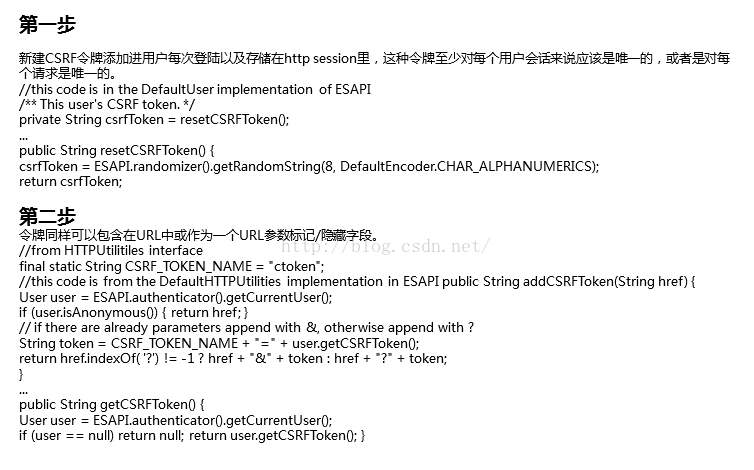 第一步
新建CSRF令牌添加进用户每次登陆以及存储在http session里，这种令牌至少对每个用户会话来说应该是唯一的，或者是对每
个请求是唯一的。
//this code is in the DefaultUser implementation of ESAPI
/** This user's CSRF token. */
private String csrfToken = resetCSRFToken();
...
public String resetCSRFToken() {
csrfToken = ESAPI.randomizer().getRandomString(8, DefaultEncoder.CHAR_ALPHANUMERICS);
return csrfToken;
第二步
令牌同样可以包含在URL中或作为一个URL参数标记/隐藏字段。
http://blog.csdn.net/
//from HTTPUtilitiles interface
final static String CSRF_TOKEN_NAME = "ctoken";
//this code is from the DefaultHTTPUtilities implementation in ESAPI public String addCSRFToken(String href) {
User user = ESAPI.authenticator().getCurrentUser();
if (user.isAnonymous()) { return href; }
// if there are already parameters append with &, otherwise append with ?
String token = CSRF_TOKEN_NAME + "=" + user.getCSRFToken();
return href.indexOf( '?') != -1 ? href + "&" + token : href + "?" + token;
}
...
public String getCSRFToken() {
User user = ESAPI.authenticator().getCurrentUser();
if (user == null) return null; return user.getCSRFToken(); }